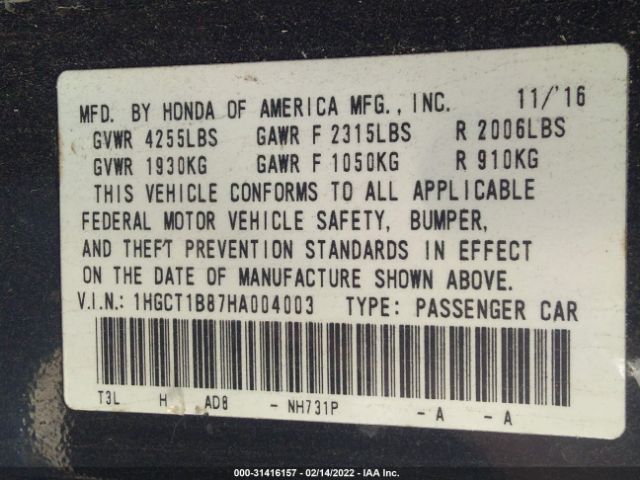 MFD. BY HONDA OF AMERICA MFG., INC. 11/'16
GVWR 4255LBS GAWR F 2315LBS R 2006LBS
GVWR 1930KG GAWR F 1050KG R 910KG
THIS VEHICLE CONFORMS TO ALL APPLICABLE
FEDERAL MOTOR VEHICLE SAFETY, BUMPER,
AND THEFT PREVENTION STANDARDS IN EFFECT
ON THE DATE OF MANUFACTURE SHOWN ABOVE.
V.I.N.: 1HGCT1B87HA004003 TYPE: PASSENGER CAR
T3L H AD8 - NH731P - A - A
000-31416157 - 02/14/2022 - IAA Inc.